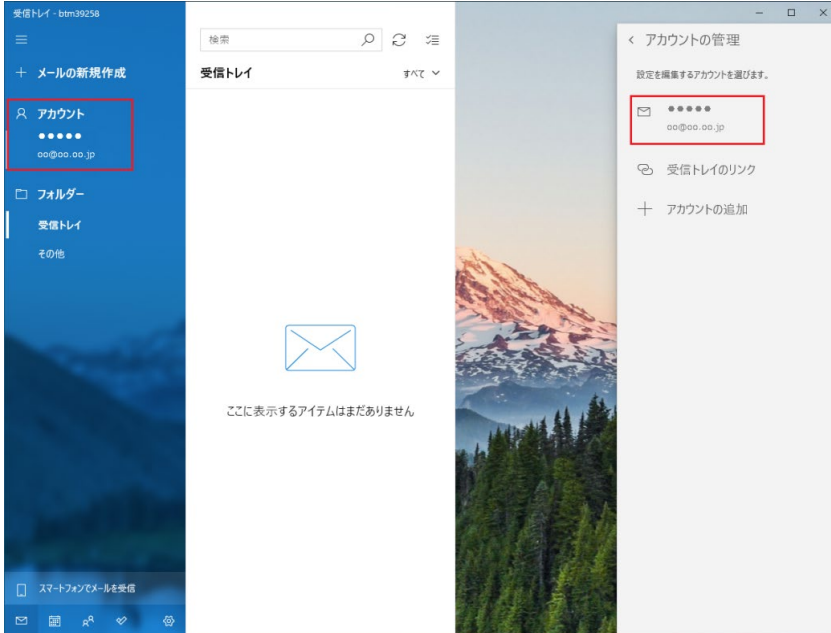 受信トレイ - btm39258
メールの新規作成
アカウント
●●●●●
oo@oo.oo.jp
フォルダー
受信トレイ
その他
スマートフォンでメールを受信
検索
受信トレイ
すべて
ここに表示するアイテムはまだありません
アカウントの管理
設定を編集するアカウントを選びます。
●●●●●
oo@oo.oo.jp
受信トレイのリンク
アカウントの追加